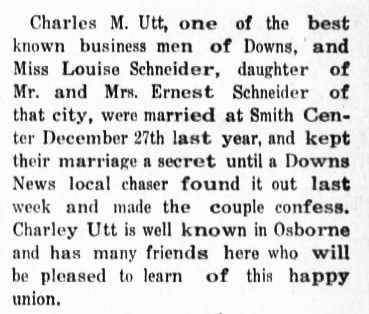 Charles M. Utt, one of the best
known business men of Downs, and
Miss Louise Schneider, daughter of
Mr. and Mrs. Ernest Schneider of
that city, were married at Smith Cen-
ter December 27th last year, and kept
their marriage a secret until a Downs
News local chaser found it out last
week and made the couple confess.
Charley Utt is well known in Osborne
and has many friends here who will
be pleased to learn of this happy
union.